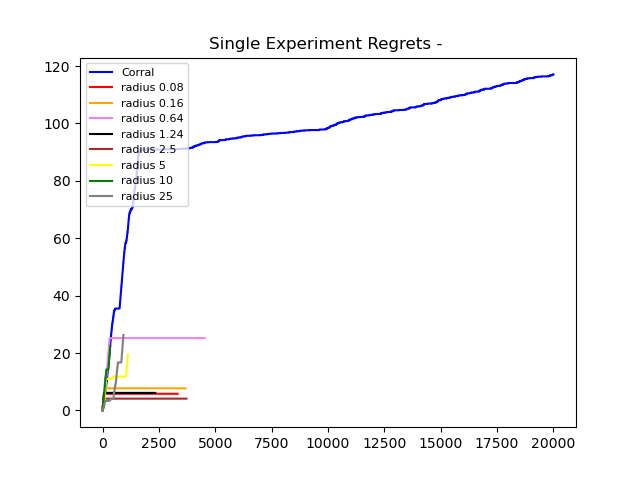 Single Experiment Regrets -
120
100
80
60
40
20
0
Corral
radius 0.08
radius 0.16
radius 0.64
radius 1.24
radius 2.5
radius 5
radius 10
radius 25
0 2500 5000 7500 10000 12500 15000 17500 20000